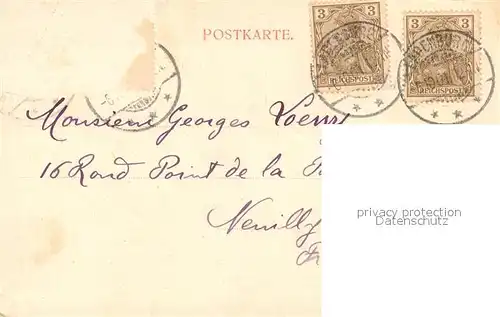 POSTKARTE.
3 3
REICHSPOST REICHSPOST
Monsieur Georges
16 Rond Point de la
Neuilly
privacy protection
Datenschutz